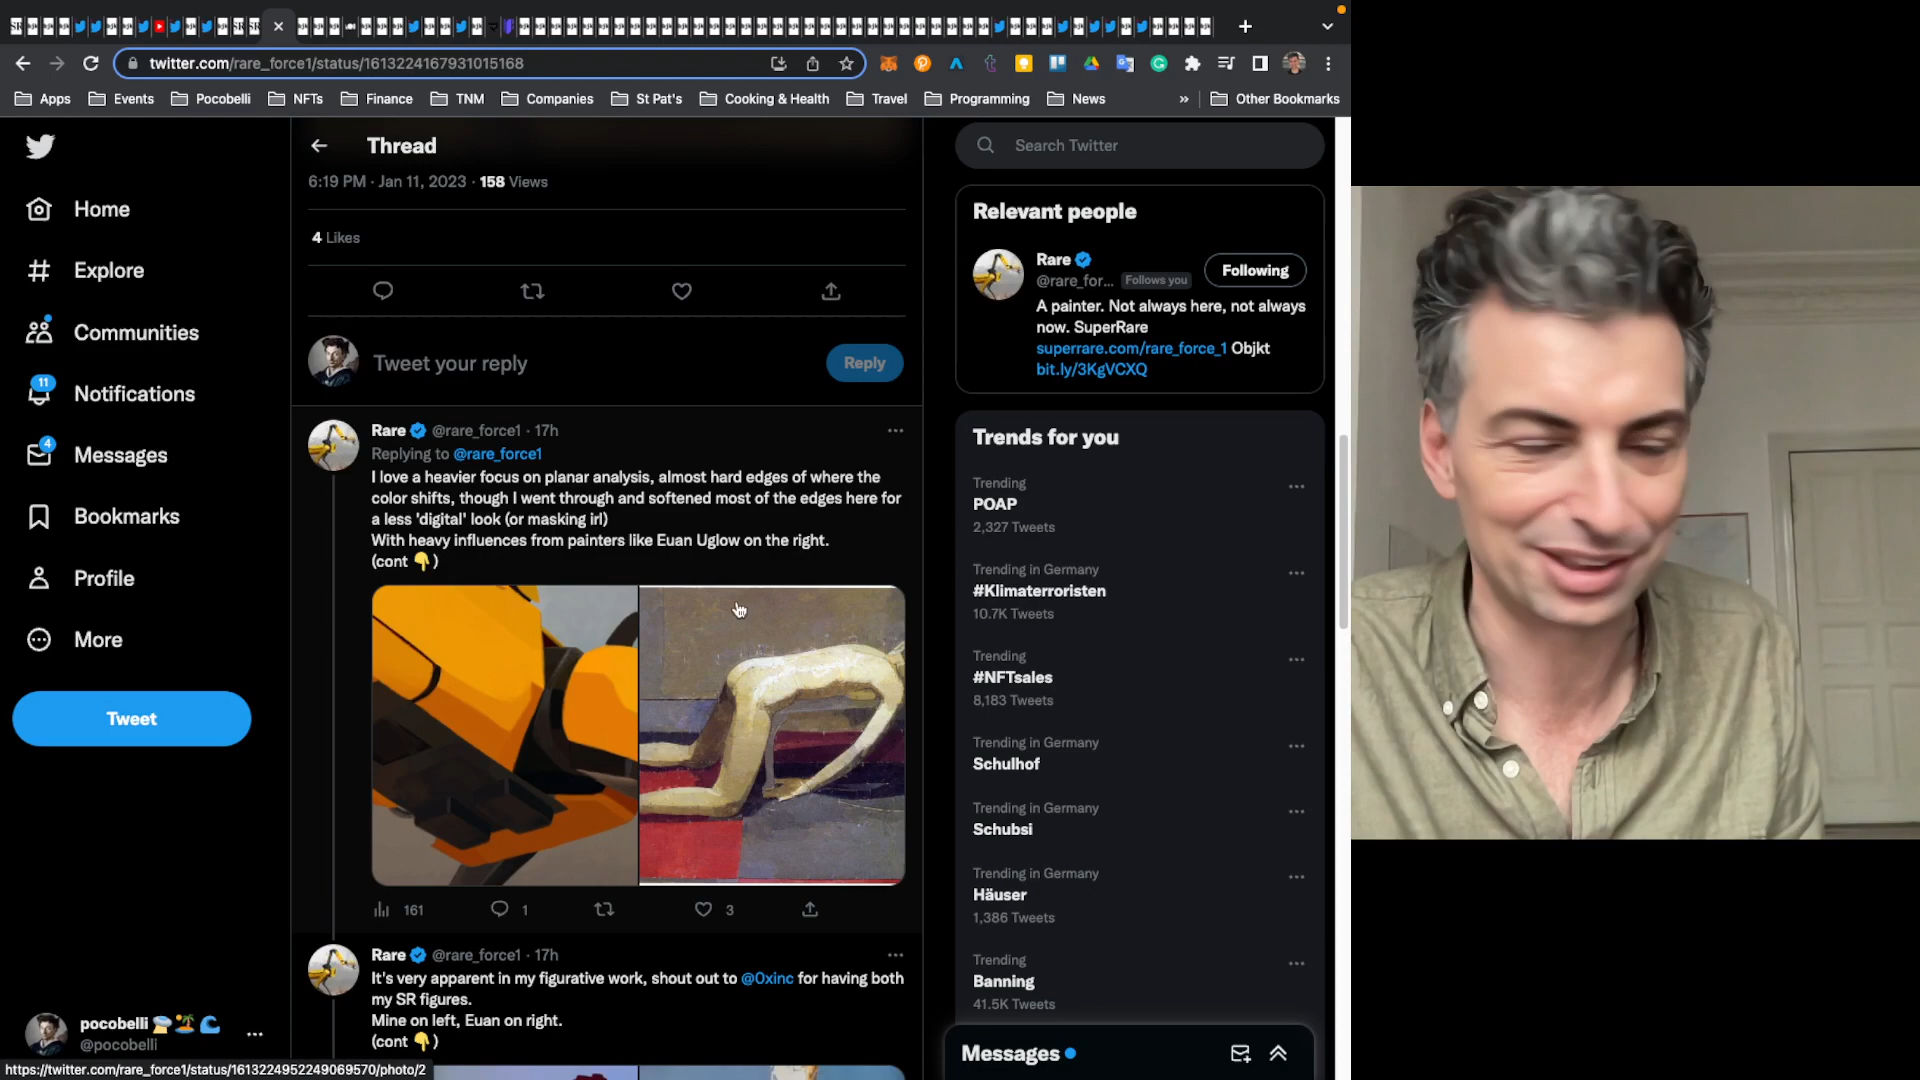 twitter.com/rare_force1/status/1613224167931015168
Apps
Events
Pocobelli
NFTs
Finance
TNM
Companies
St Pat's
Cooking & Health
Travel
Programming
News
»
Other Bookmarks
Home
Explore
Communities
11
Notifications
4
Messages
Bookmarks
Profile
More
Tweet
pocobelli
@pocobelli
https://twitter.com/rare_force1/status/1613224952249069570/photo/2
Thread
6:19 PM · Jan 11, 2023 · 158 Views
4 Likes
Tweet your reply
Reply
Rare @rare_force1 · 17h
Replying to @rare_force1
I love a heavier focus on planar analysis, almost hard edges of where the
color shifts, though I went through and softened most of the edges here for
a less 'digital' look (or masking irl)
With heavy influences from painters like Euan Uglow on the right.
(cont 👇)
161
1
3
Rare @rare_force1 · 17h
It's very apparent in my figurative work, shout out to @0xinc for having both
my SR figures.
Mine on left, Euan on right.
(cont 👇)
Search Twitter
Relevant people
Rare
@rare_for... Follows you
Following
A painter. Not always here, not always
now. SuperRare
superrare.com/rare_force_1 Objkt
bit.ly/3KgVCXQ
Trends for you
Trending
POAP
2,327 Tweets
Trending in Germany
#Klimaterroristen
10.7K Tweets
Trending
#NFTsales
8,183 Tweets
Trending in Germany
Schulhof
Trending in Germany
Schubsi
Trending in Germany
Häuser
1,386 Tweets
Trending
Banning
41.5K Tweets
Messages